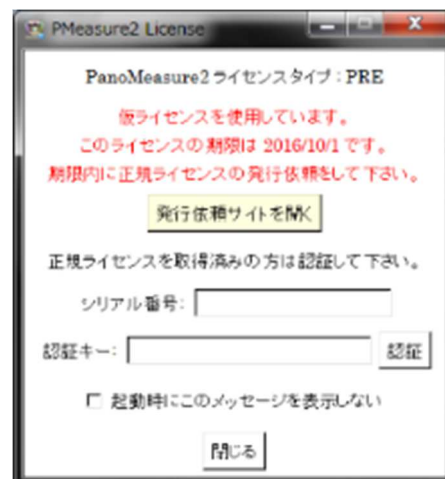 PMeasure2 License
PanoMeasure2 ライセンスタイプ：PRE
仮ライセンスを使用しています。
このライセンスの期限は 2016/10/1 です。
期限内に正規ライセンスの発行依頼をして下さい。
発行依頼サイトを開く
正規ライセンスを取得済みの方は認証して下さい。
シリアル番号：
認証キー： 認証
起動時にこのメッセージを表示しない
閉じる